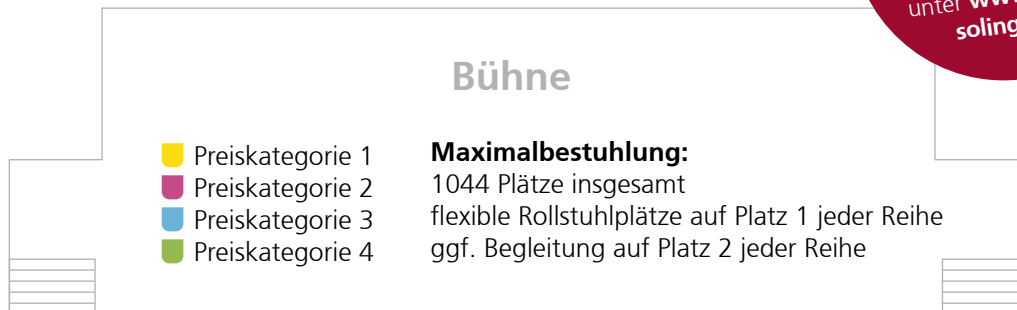 unter
soling
Bühne
Preiskategorie 1
Preiskategorie 2
Preiskategorie 3
Preiskategorie 4
Maximalbestuhlung:
1044 Plätze insgesamt
flexible Rollstuhlplätze auf Platz 1 jeder Reihe
ggf. Begleitung auf Platz 2 jeder Reihe